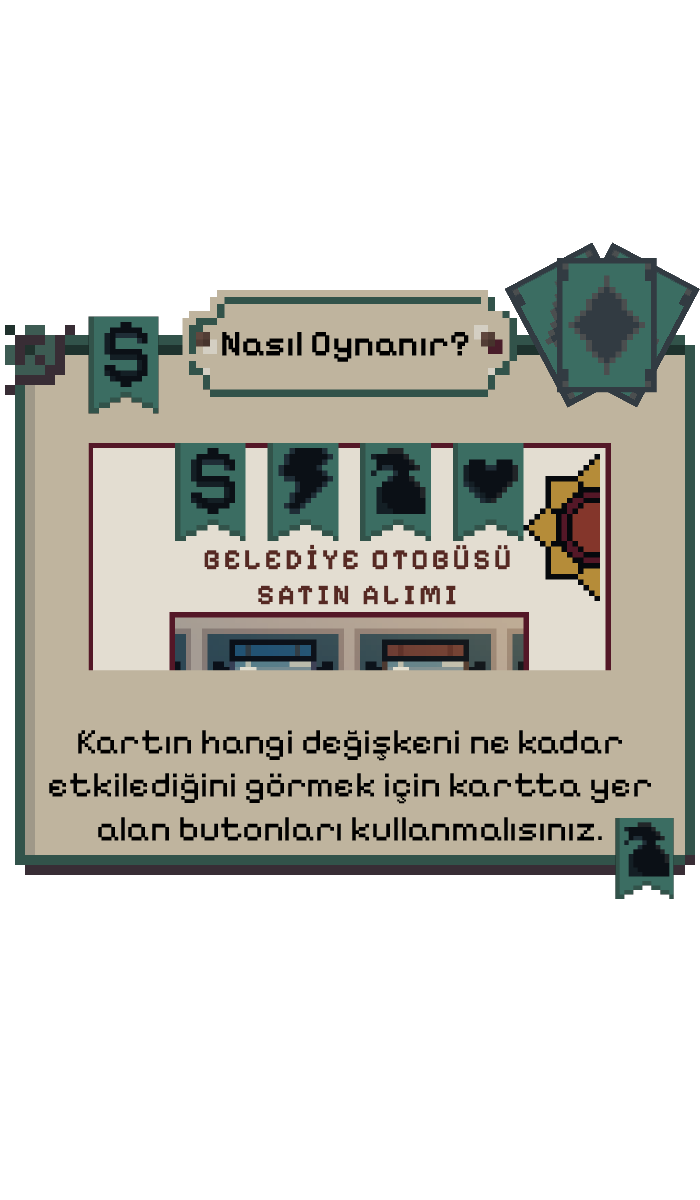 Nasıl Oynanır?
BELEDİYE OTOBÜSÜ
SATIN ALIMI
Kartın hangi değişkeni ne kadar
etkilediğini görmek için kartta yer
alan butonları kullanmalısınız.